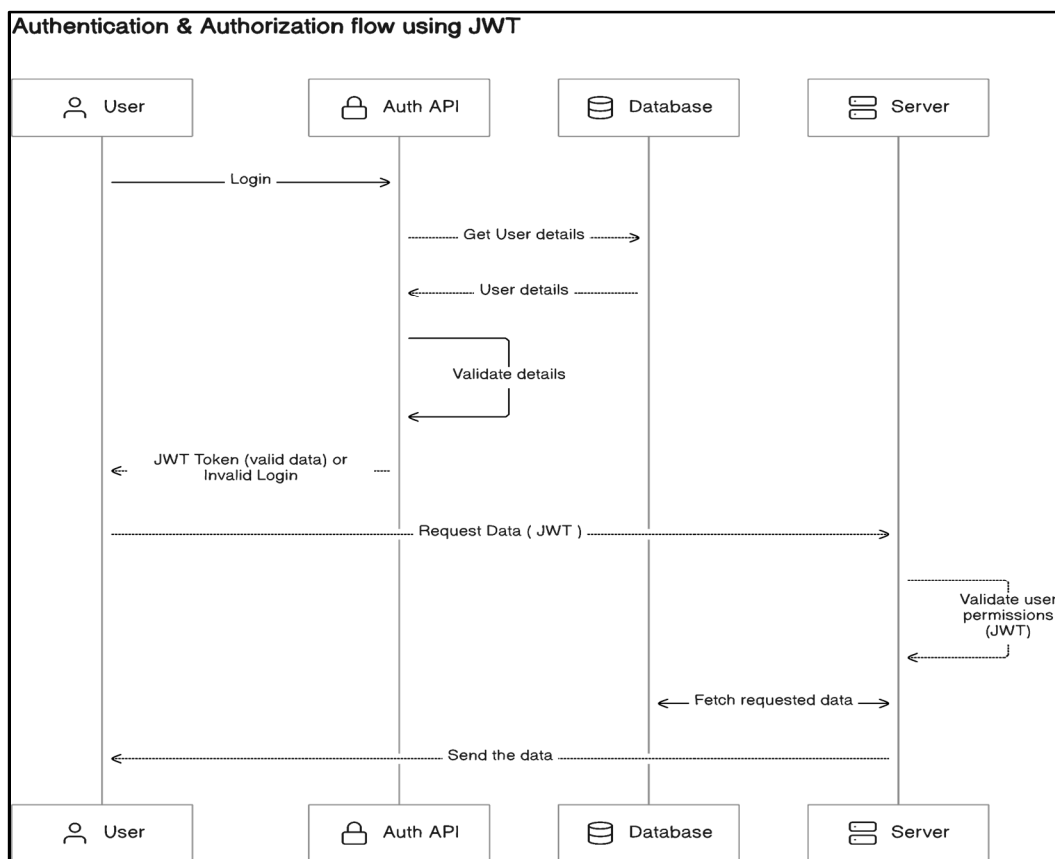 Authentication & Authorization flow using JWT
User
Auth API
Database
Server
Login
Get User details
User details
Validate details
JWT Token (valid data) or
Invalid Login
Request Data ( JWT )
Validate user
permissions
(JWT)
Fetch requested data
Send the data
User
Auth API
Database
Server